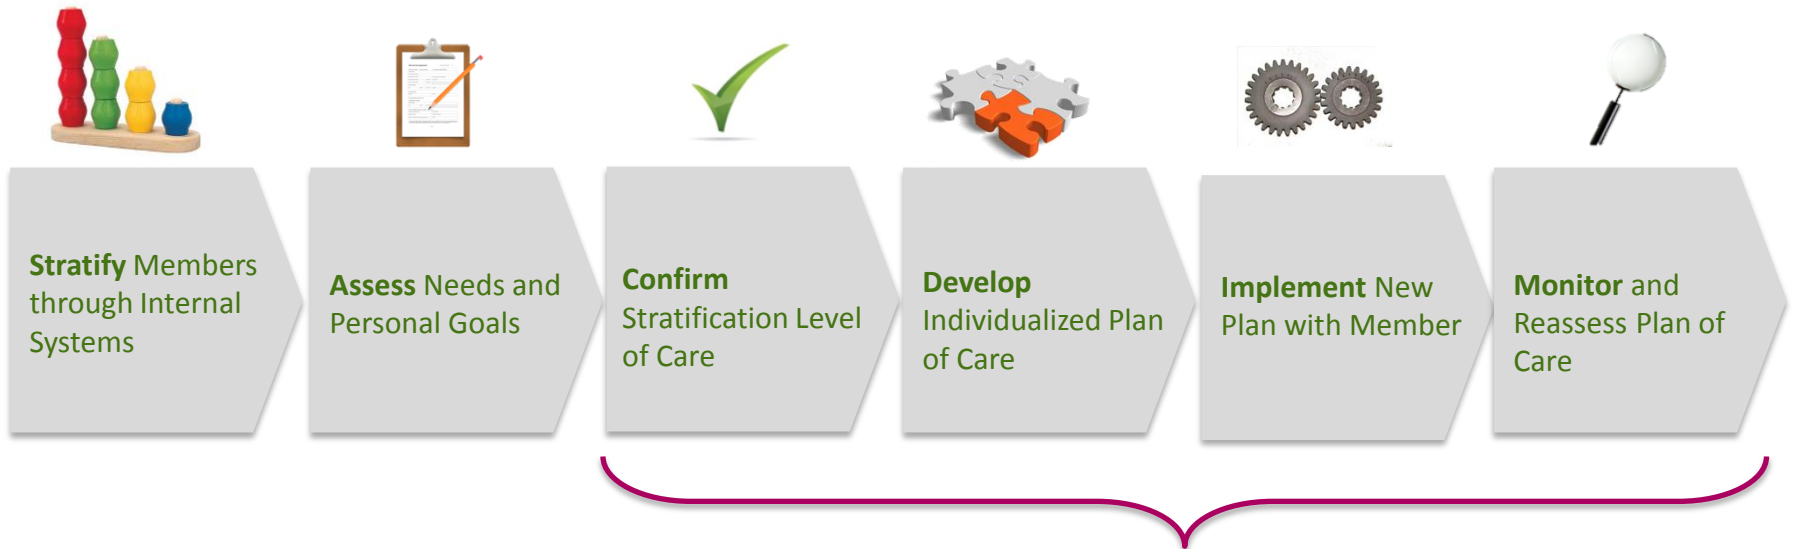 Stratify Members
through Internal
Systems
Assess Needs and
Personal Goals
Confirm
Stratification Level
of Care
Develop
Individualized Plan
of Care
Implement New
Plan with Member
Monitor and
Reassess Plan of
Care